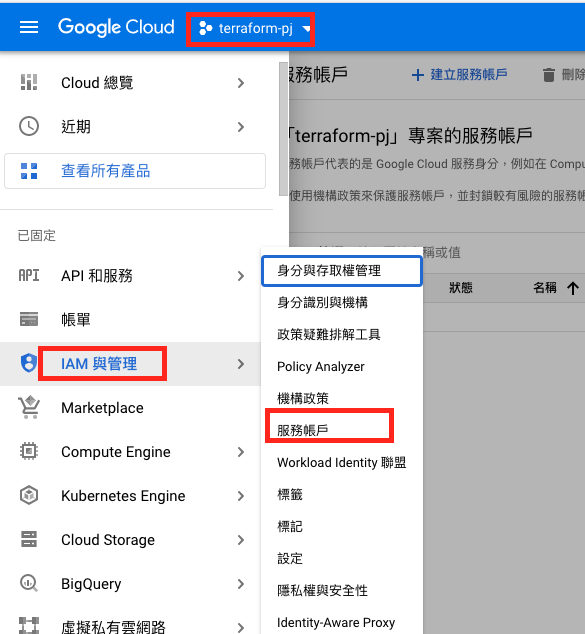 Google Cloud
terraform-pj
Cloud 總覽
近期
查看所有產品
已固定
API API 和服務
帳單
IAM 與管理
Marketplace
Compute Engine
Kubernetes Engine
Cloud Storage
BigQuery
虛擬私有雲網路
身分與存取權管理
身分識別與機構
政策疑難排解工具
Policy Analyzer
機構政策
服務帳戶
Workload Identity 聯盟
標籤
標記
設定
隱私權與安全性
Identity-Aware Proxy
服務帳戶
建立服務帳戶
刪除
「terraform-pj」專案的服務帳戶
務帳戶代表的是 Google Cloud 服務身分，例如在 Compu
使用機構政策來保護服務帳戶，並封鎖較有風險的服務帳
稱或值
狀態
名稱